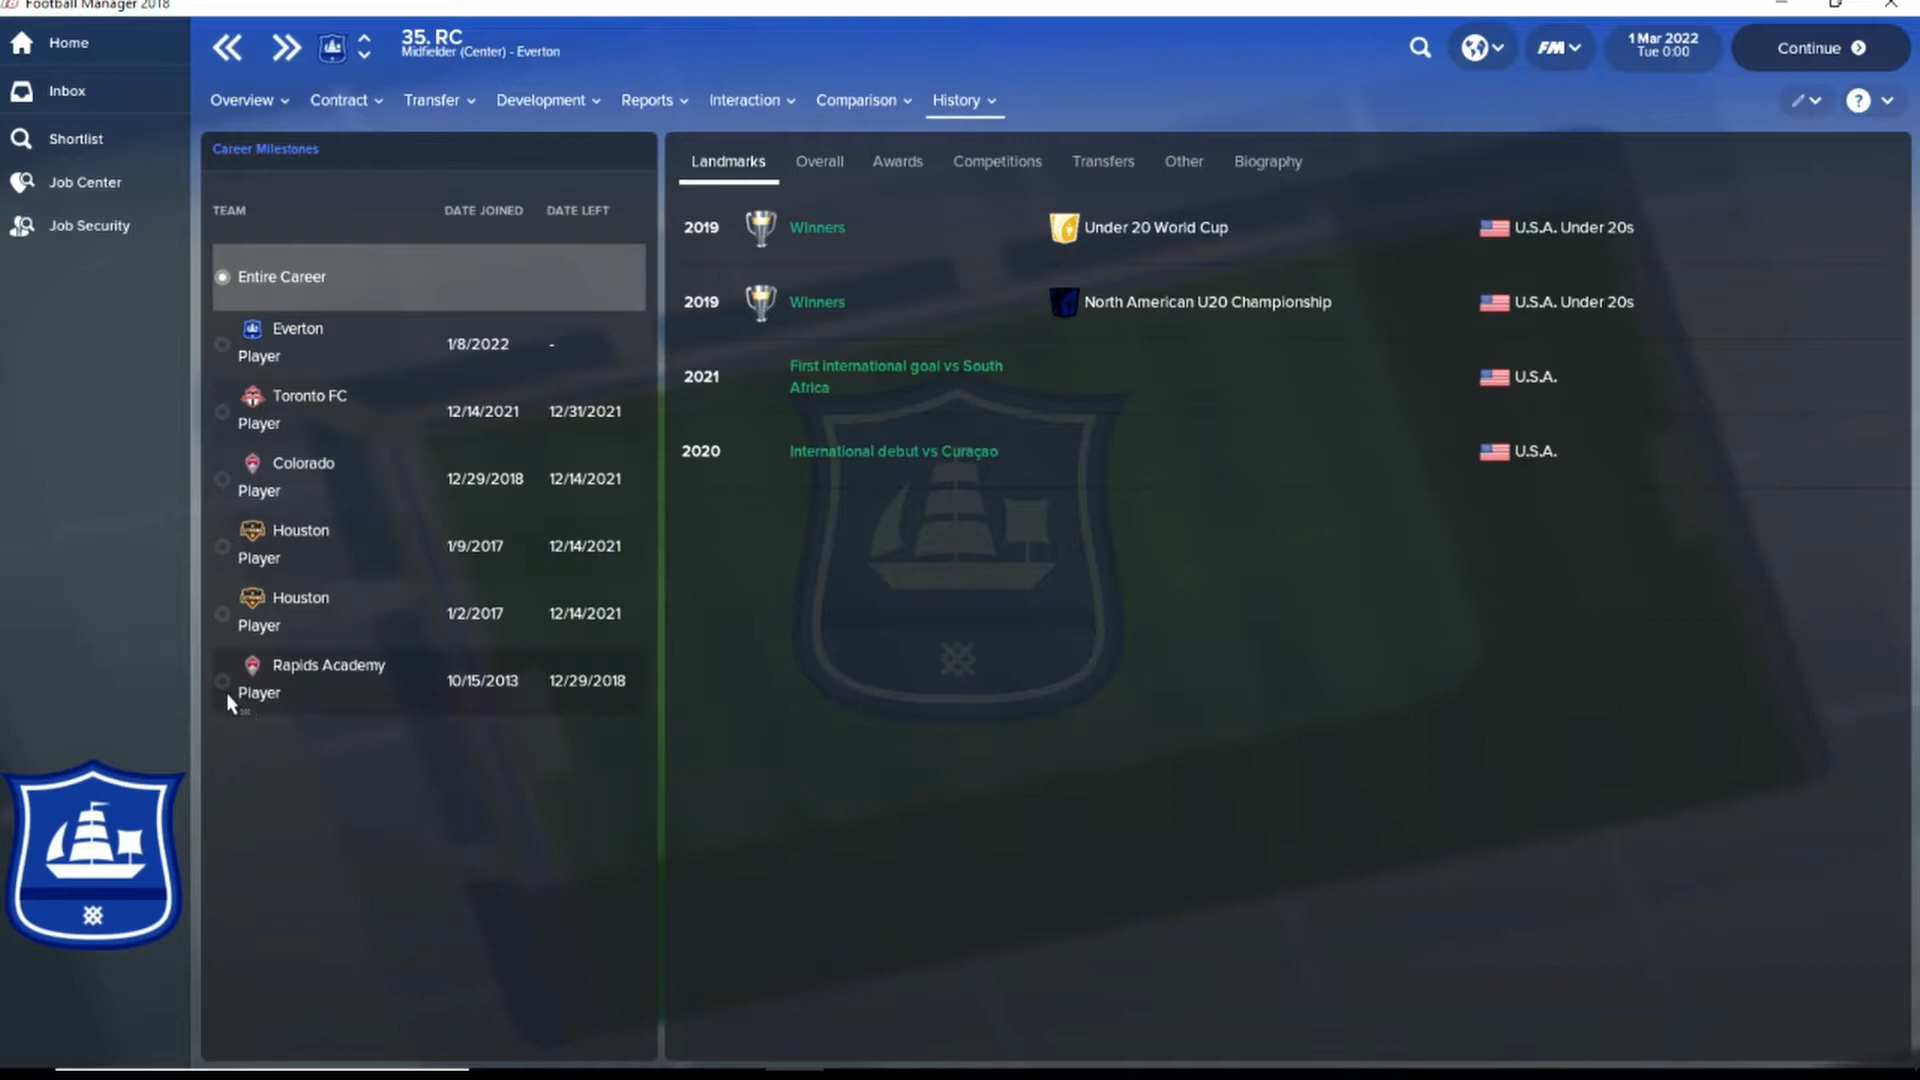 Football Manager 2018
Home
Inbox
Shortlist
Job Center
Job Security
35. RC
Midfielder (Center) - Everton
FM
1 Mar 2022
Tue 0:00
Continue
Overview
Contract
Transfer
Development
Reports
Interaction
Comparison
History
?
Career Milestones
TEAM DATE JOINED DATE LEFT
Entire Career
Everton
Player 1/8/2022 -
Toronto FC
Player 12/14/2021 12/31/2021
Colorado
Player 12/29/2018 12/14/2021
Houston
Player 1/9/2017 12/14/2021
Houston
Player 1/2/2017 12/14/2021
Rapids Academy
Player 10/15/2013 12/29/2018
Landmarks Overall Awards Competitions Transfers Other Biography
2019 Winners Under 20 World Cup U.S.A. Under 20s
2019 Winners North American U20 Championship U.S.A. Under 20s
2021 First international goal vs South
Africa U.S.A.
2020 International debut vs Curaçao U.S.A.